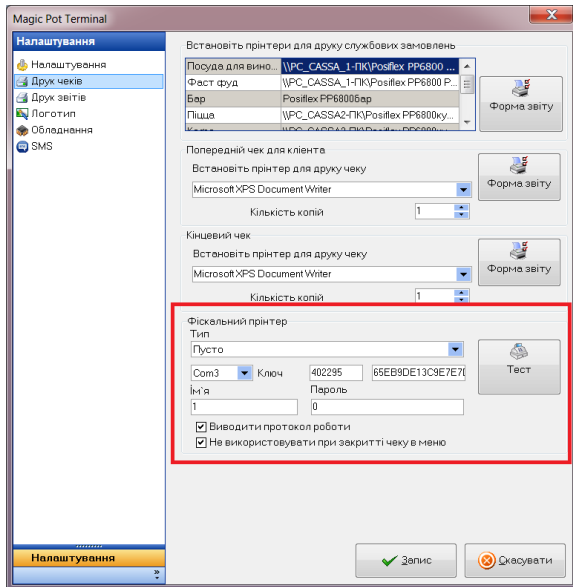 Magic Pot Terminal
Налаштування
Налаштування
Друк чеків
Друк звітів
Логотип
Обладнання
SMS
Налаштування
Встановіть прінтери для друку службових замовлень
Посуда для вино... \\PC_CASSA_1-ПК\Posiflex PP6800 ...
Фаст фуд \\PC_CASSA_1-ПК\Posiflex PP6800 P...
Бар Posiflex PP6800бар
Піцца \\PC_CASSA2-ПК\Posiflex PP6800ку...
Форма звіту
Попередній чек для клієнта
Встановіть прінтер для друку чеку
Microsoft XPS Document Writer
Кількість копій 1
Форма звіту
Кінцевий чек
Встановіть прінтер для друку чеку
Microsoft XPS Document Writer
Кількість копій 1
Форма звіту
Фіскальний прінтер
Тип
Пусто
Com3 Ключ 402295 65EB9DE13C9E7E7(
Тест
Ім`я Пароль
1 0
Виводити протокол роботи
Не використовувати при закритті чеку в меню
Запис Скасувати